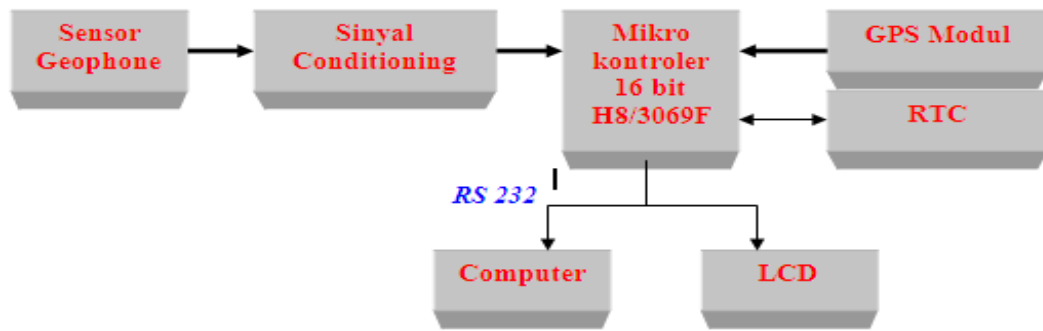 Sensor
Geophone
Sinyal
Conditioning
Mikro
kontroler
16 bit
H8/3069F
GPS Modul
RTC
RS 232
Computer
LCD